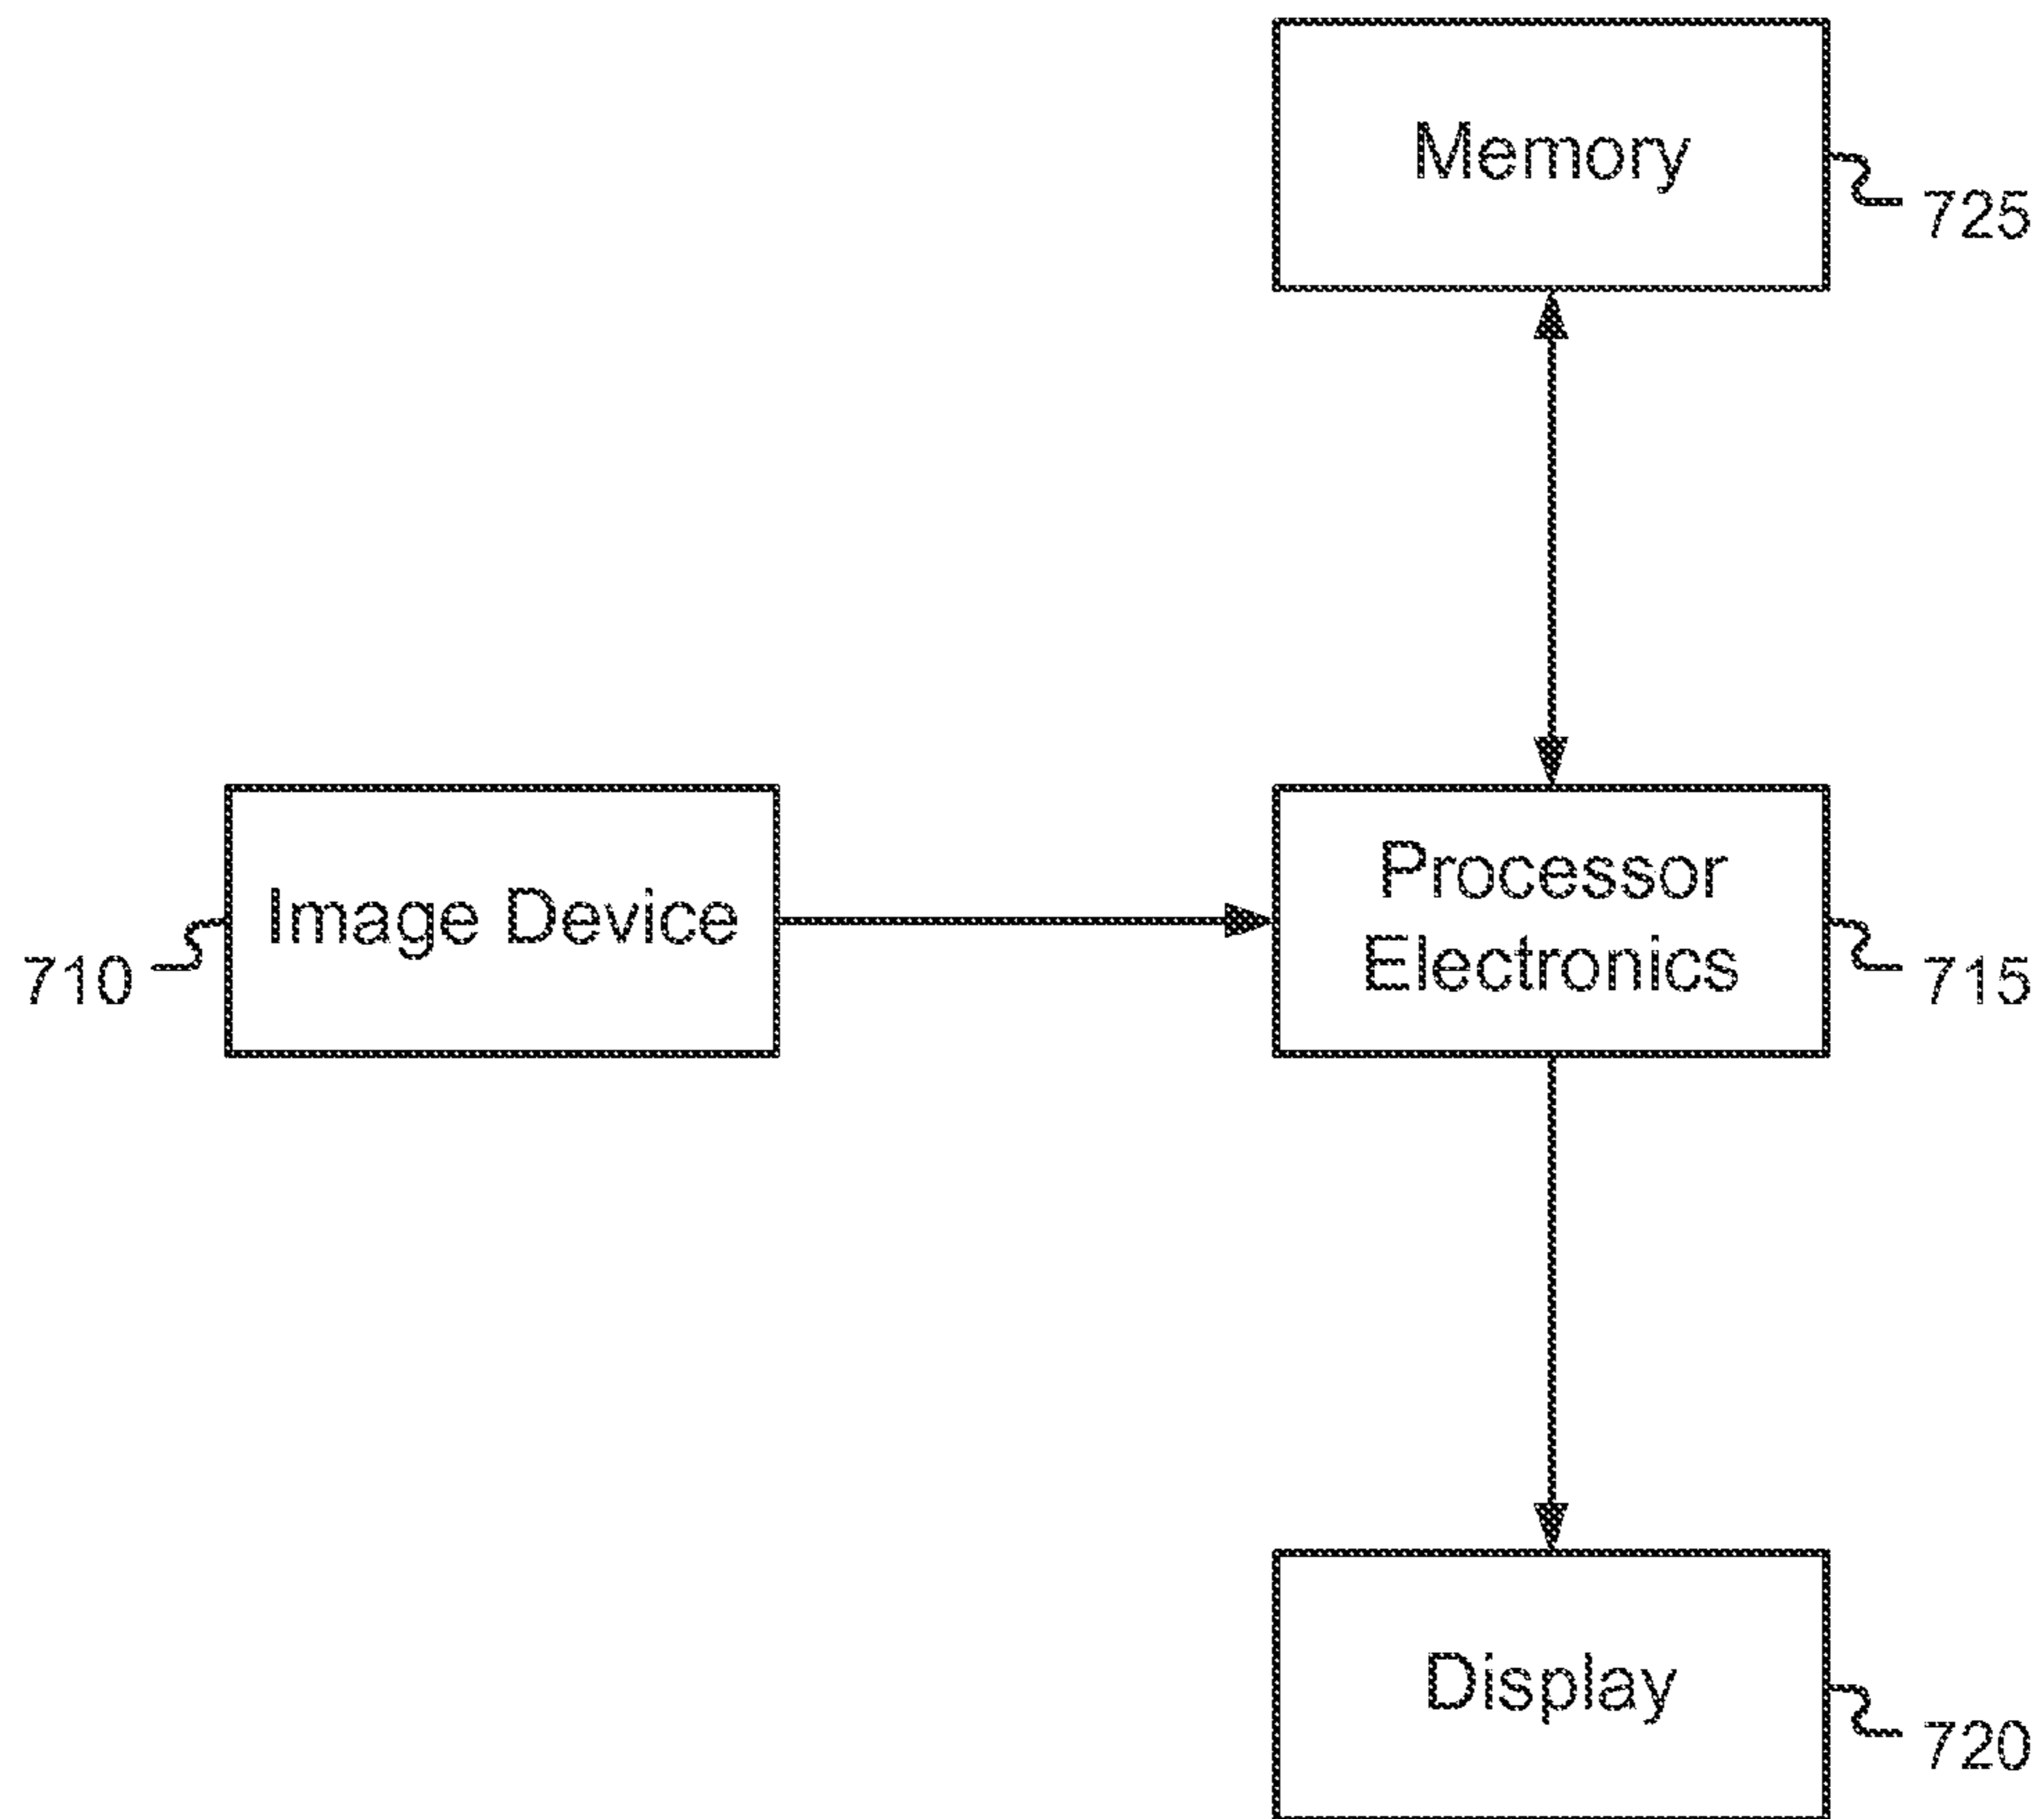 Memory
725
Image Device
710
Processor
Electronics
715
Display
720